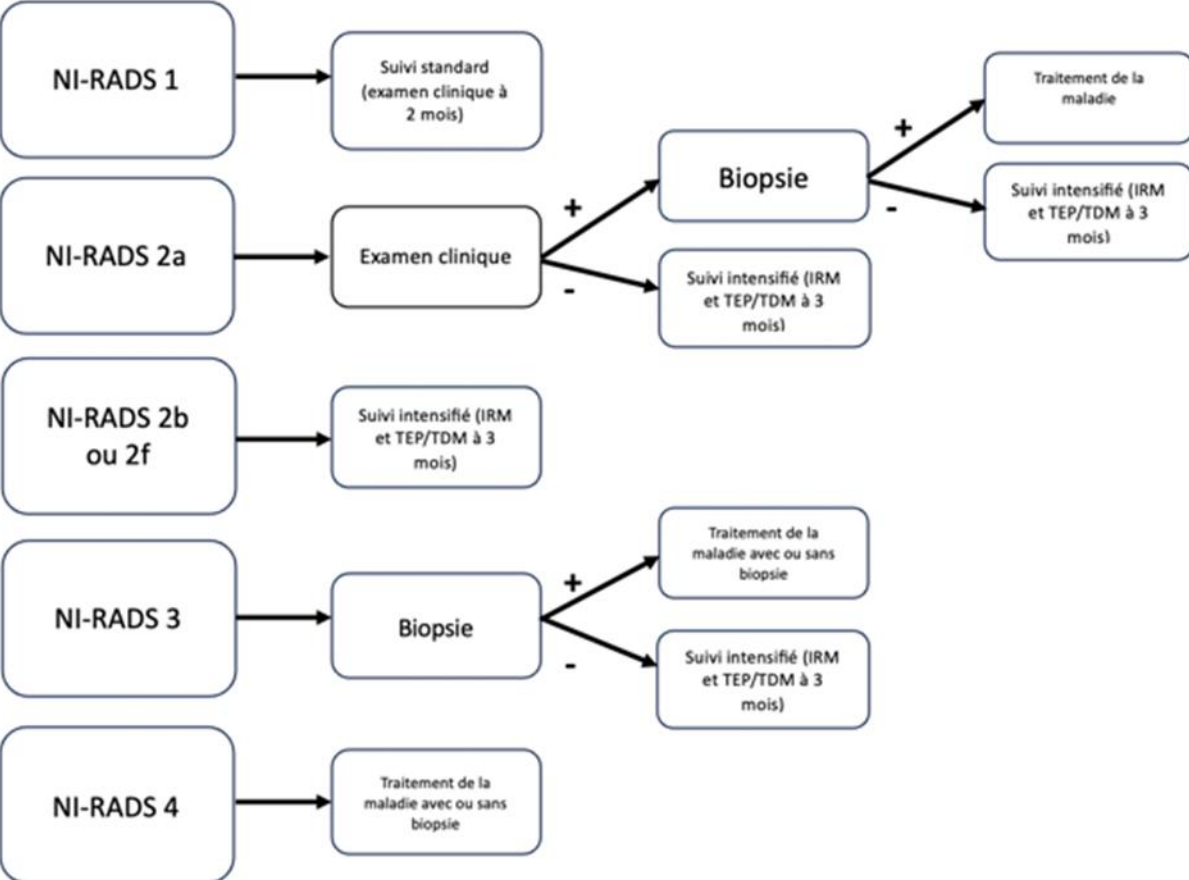 NI-RADS 1
Suivi standard
(examen clinique à
2 mois)
NI-RADS 2a
Examen clinique
+
-
Biopsie
+
-
Traitement de la
maladie
Suivi intensifié (IRM
et TEP/TDM à 3
mois)
Suivi intensifié (IRM
et TEP/TDM à 3
mois)
NI-RADS 2b
ou 2f
Suivi intensifié (IRM
et TEP/TDM à 3
mois)
NI-RADS 3
Biopsie
+
-
Traitement de la
maladie avec ou sans
biopsie
Suivi intensifié (IRM
et TEP/TDM à 3
mois)
NI-RADS 4
Traitement de la
maladie avec ou sans
biopsie